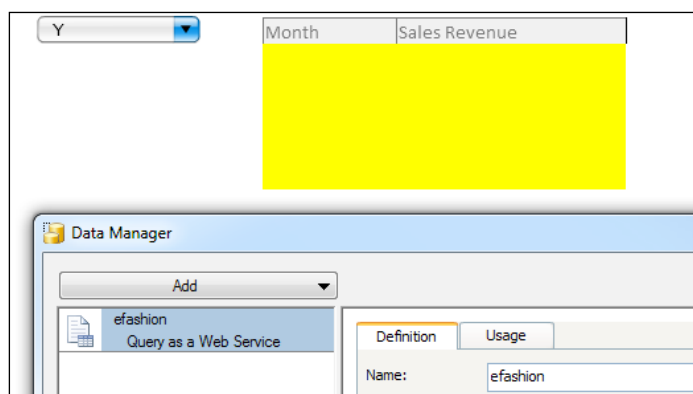 Y
Month Sales Revenue
Data Manager
Add
efashion
Query as a Web Service
Definition Usage
Name: efashion